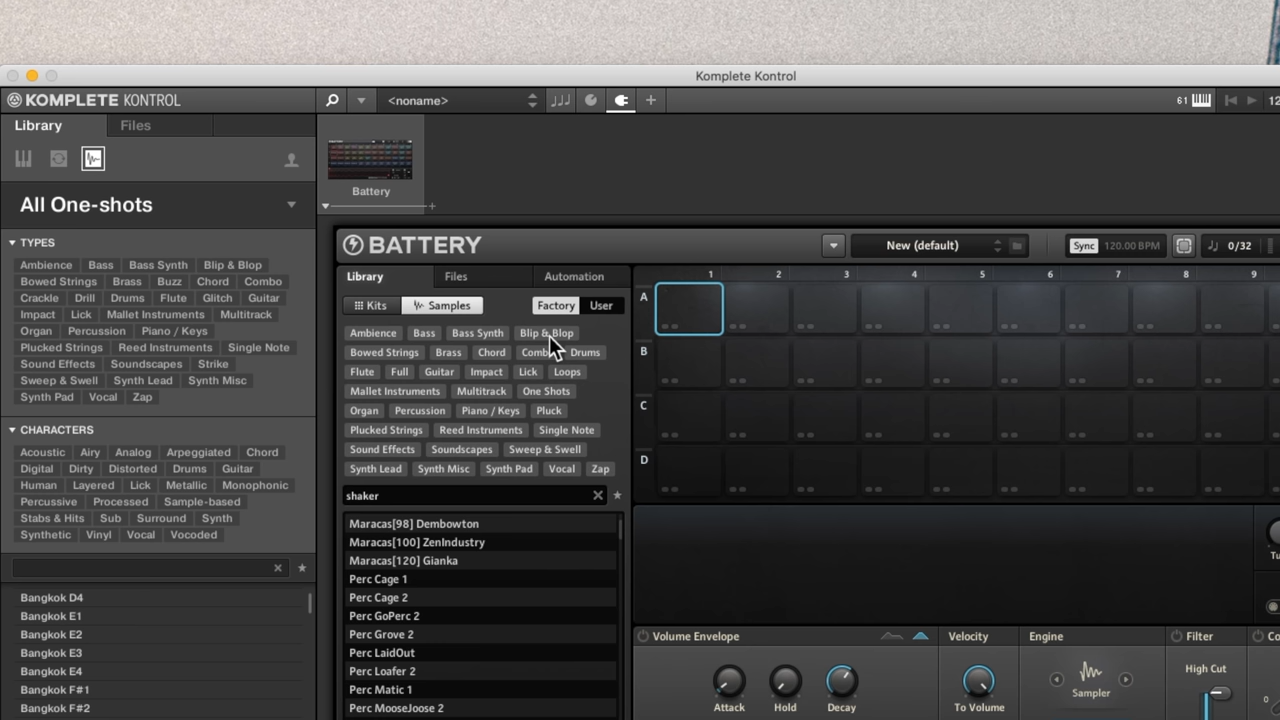 Komplete Kontrol
KOMPLETE KONTROL
<noname>
61
12
Library
Files
All One-shots
TYPES
Ambience Bass Bass Synth Blip & Blop
Bowed Strings Brass Buzz Chord Combo
Crackle Drill Drums Flute Glitch Guitar
Impact Lick Mallet Instruments Multitrack
Organ Percussion Piano / Keys
Plucked Strings Reed Instruments Single Note
Sound Effects Soundscapes Strike
Sweep & Swell Synth Lead Synth Misc
Synth Pad Vocal Zap
CHARACTERS
Acoustic Airy Analog Arpeggiated Chord
Digital Dirty Distorted Drums Guitar
Human Layered Lick Metallic Monophonic
Percussive Processed Sample-based
Stabs & Hits Sub Surround Synth
Synthetic Vinyl Vocal Vocoded
Bangkok D4
Bangkok E1
Bangkok E2
Bangkok E3
Bangkok E4
Bangkok F#1
Bangkok F#2
Battery
BATTERY
New (default)
Sync 120.00 BPM
0/32
Library Files Automation
Kits Samples Factory User
Ambience Bass Bass Synth Blip & Blop
Bowed Strings Brass Chord Drums
Flute Full Guitar Impact Lick Loops
Mallet Instruments Multitrack One Shots
Organ Percussion Piano / Keys Pluck
Plucked Strings Reed Instruments Single Note
Sound Effects Soundscapes Sweep & Swell
Synth Lead Synth Misc Synth Pad Vocal Zap
shaker
Maracas[98] Dembowton
Maracas[100] ZenIndustry
Maracas[120] Gianka
Perc Cage 1
Perc Cage 2
Perc GoPerc 2
Perc Grove 2
Perc LaidOut
Perc Loafer 2
Perc Matic 1
Perc MooseJoose 2
1 2 3 4 5 6 7 8 9
A
B
C
D
Volume Envelope
Attack Hold Decay
Velocity
To Volume
Engine
Sampler
Filter
High Cut
0